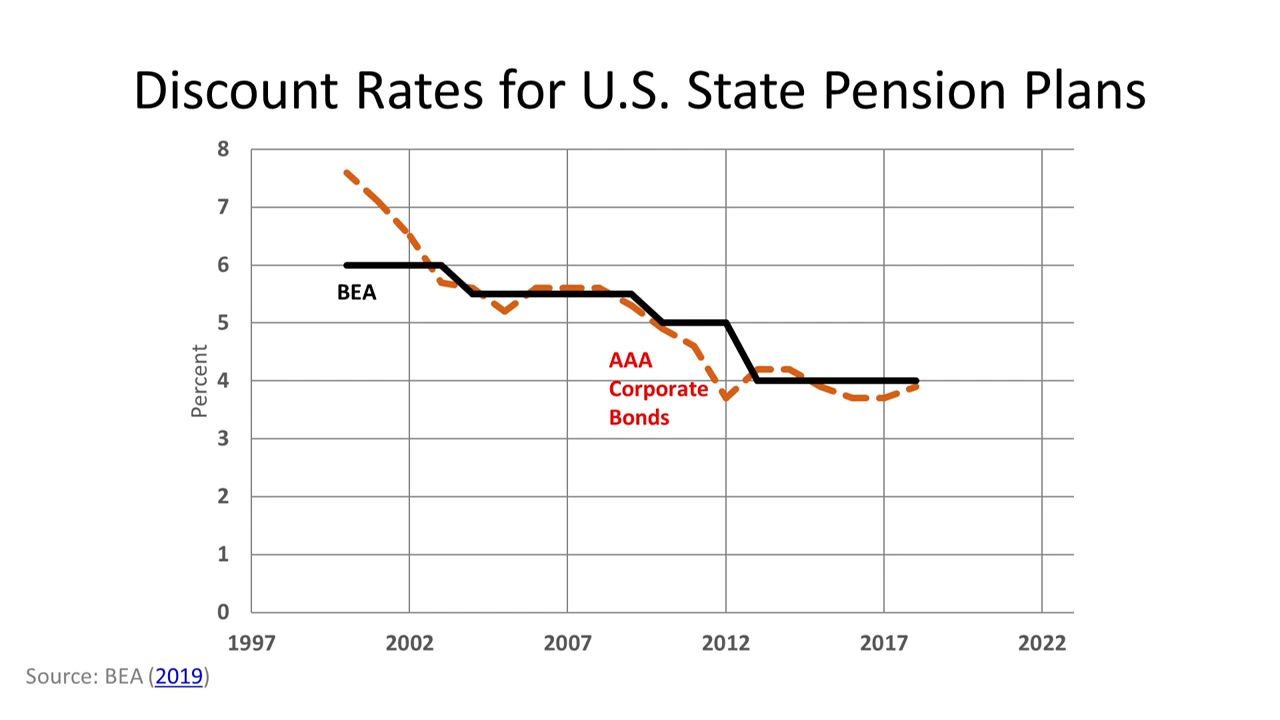 Discount Rates for U.S. State Pension Plans
8
7
6
5
4
3
2
1
0
Percent
BEA
AAA
Corporate
Bonds
1997 2002 2007 2012 2017 2022
Source: BEA (2019)